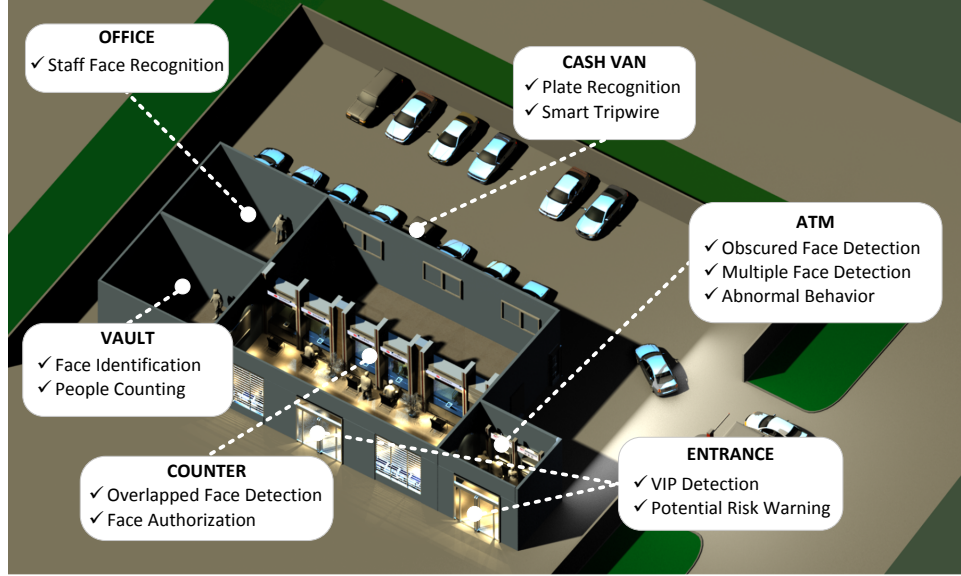 OFFICE
✓ Staff Face Recognition
CASH VAN
✓ Plate Recognition
✓ Smart Tripwire
ATM
✓ Obscured Face Detection
✓ Multiple Face Detection
✓ Abnormal Behavior
VAULT
✓ Face Identification
✓ People Counting
COUNTER
✓ Overlapped Face Detection
✓ Face Authorization
ENTRANCE
✓ VIP Detection
✓ Potential Risk Warning